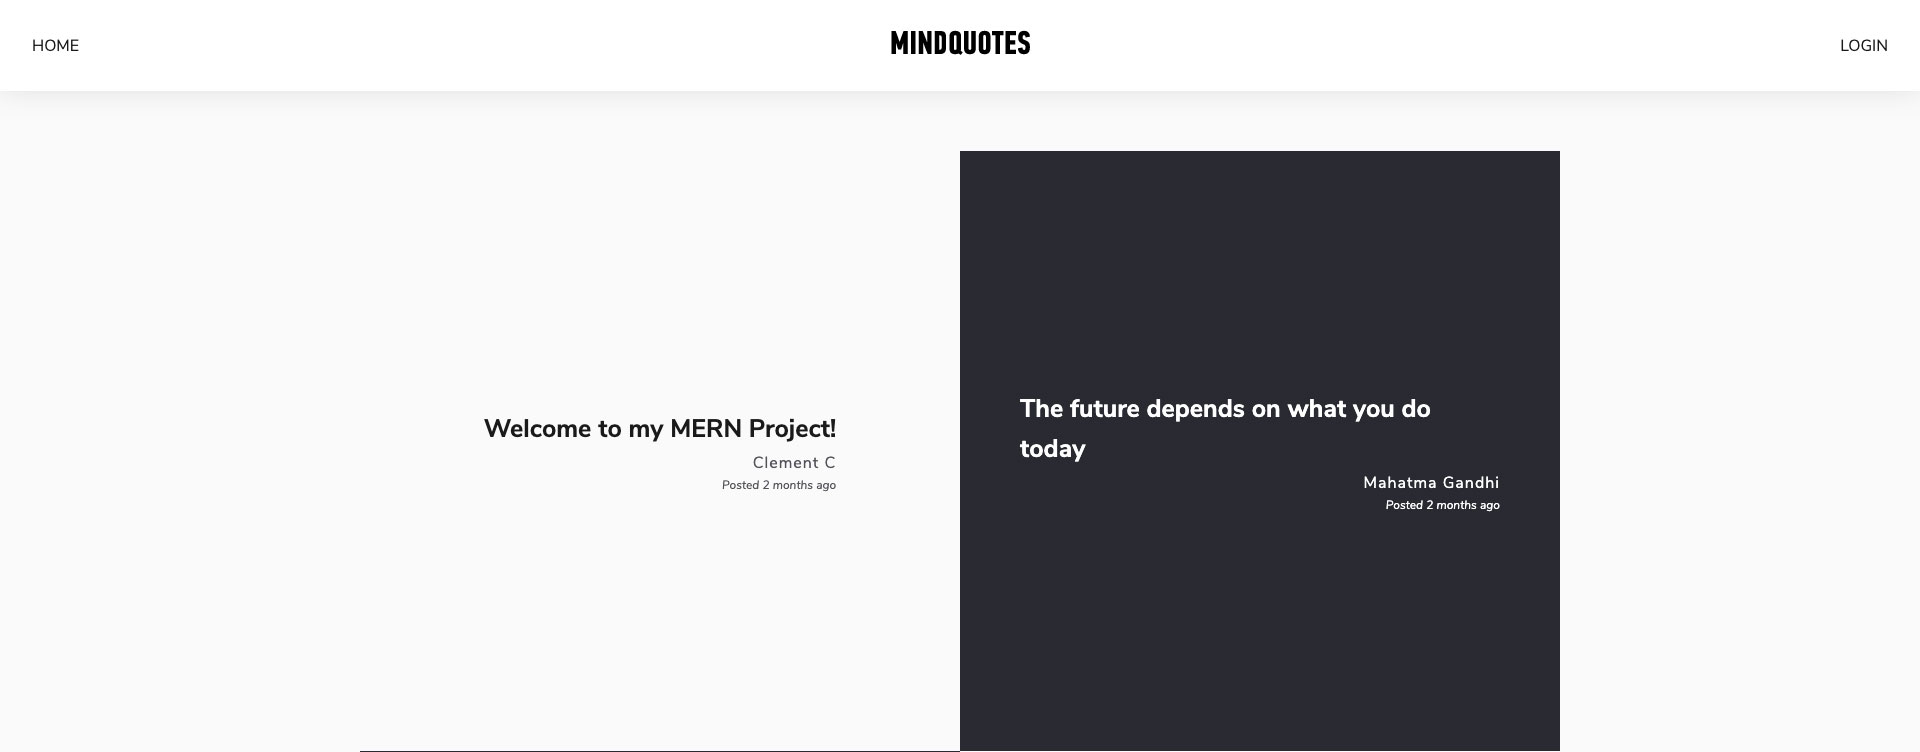 HOME
MINDQUOTES
LOGIN
Welcome to my MERN Project!
Clement C
Posted 2 months ago
The future depends on what you do
today
Mahatma Gandhi
Posted 2 months ago